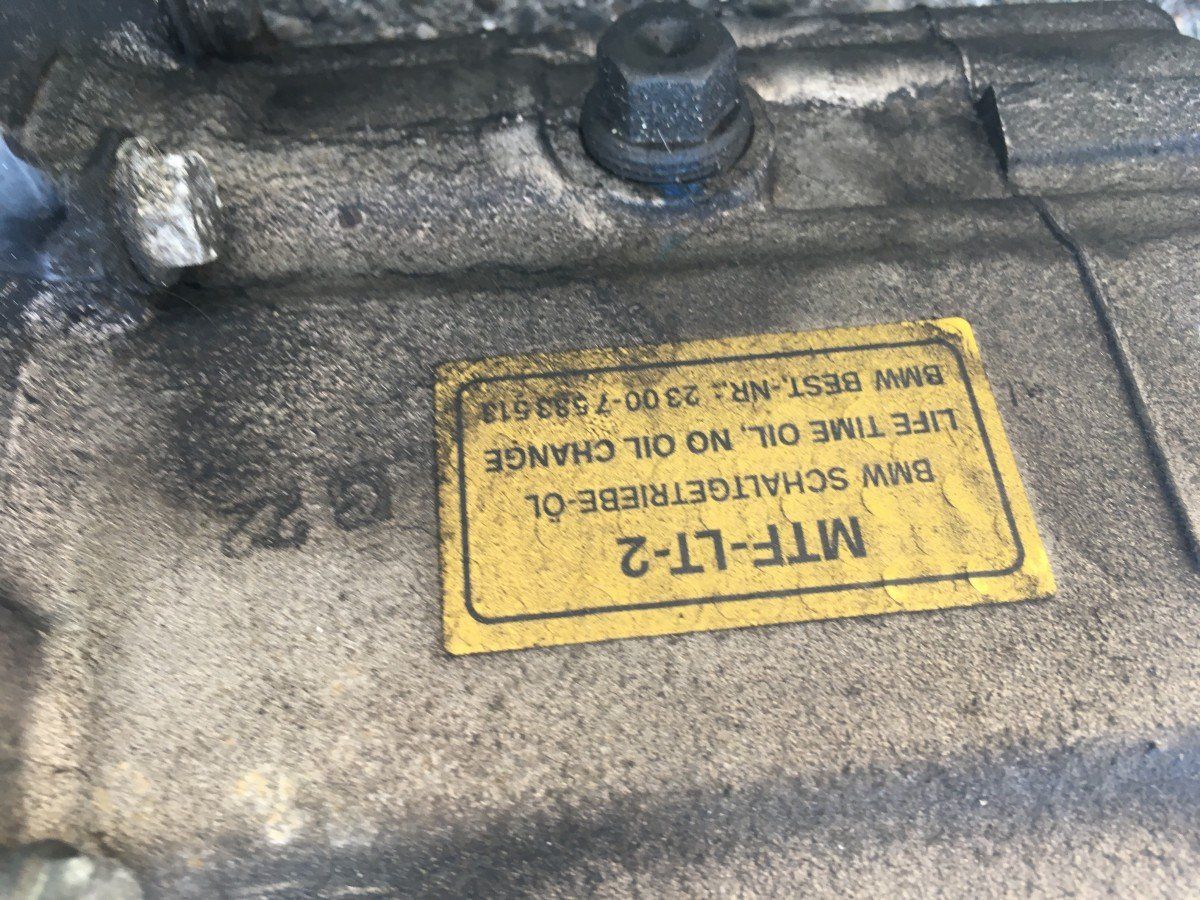 MTF-LT-2
BMW SCHALTGETRIEBE-ÖL
LIFE TIME OIL, NO OIL CHANGE
BMW BEST.-NR.: 23 00-7 533 513